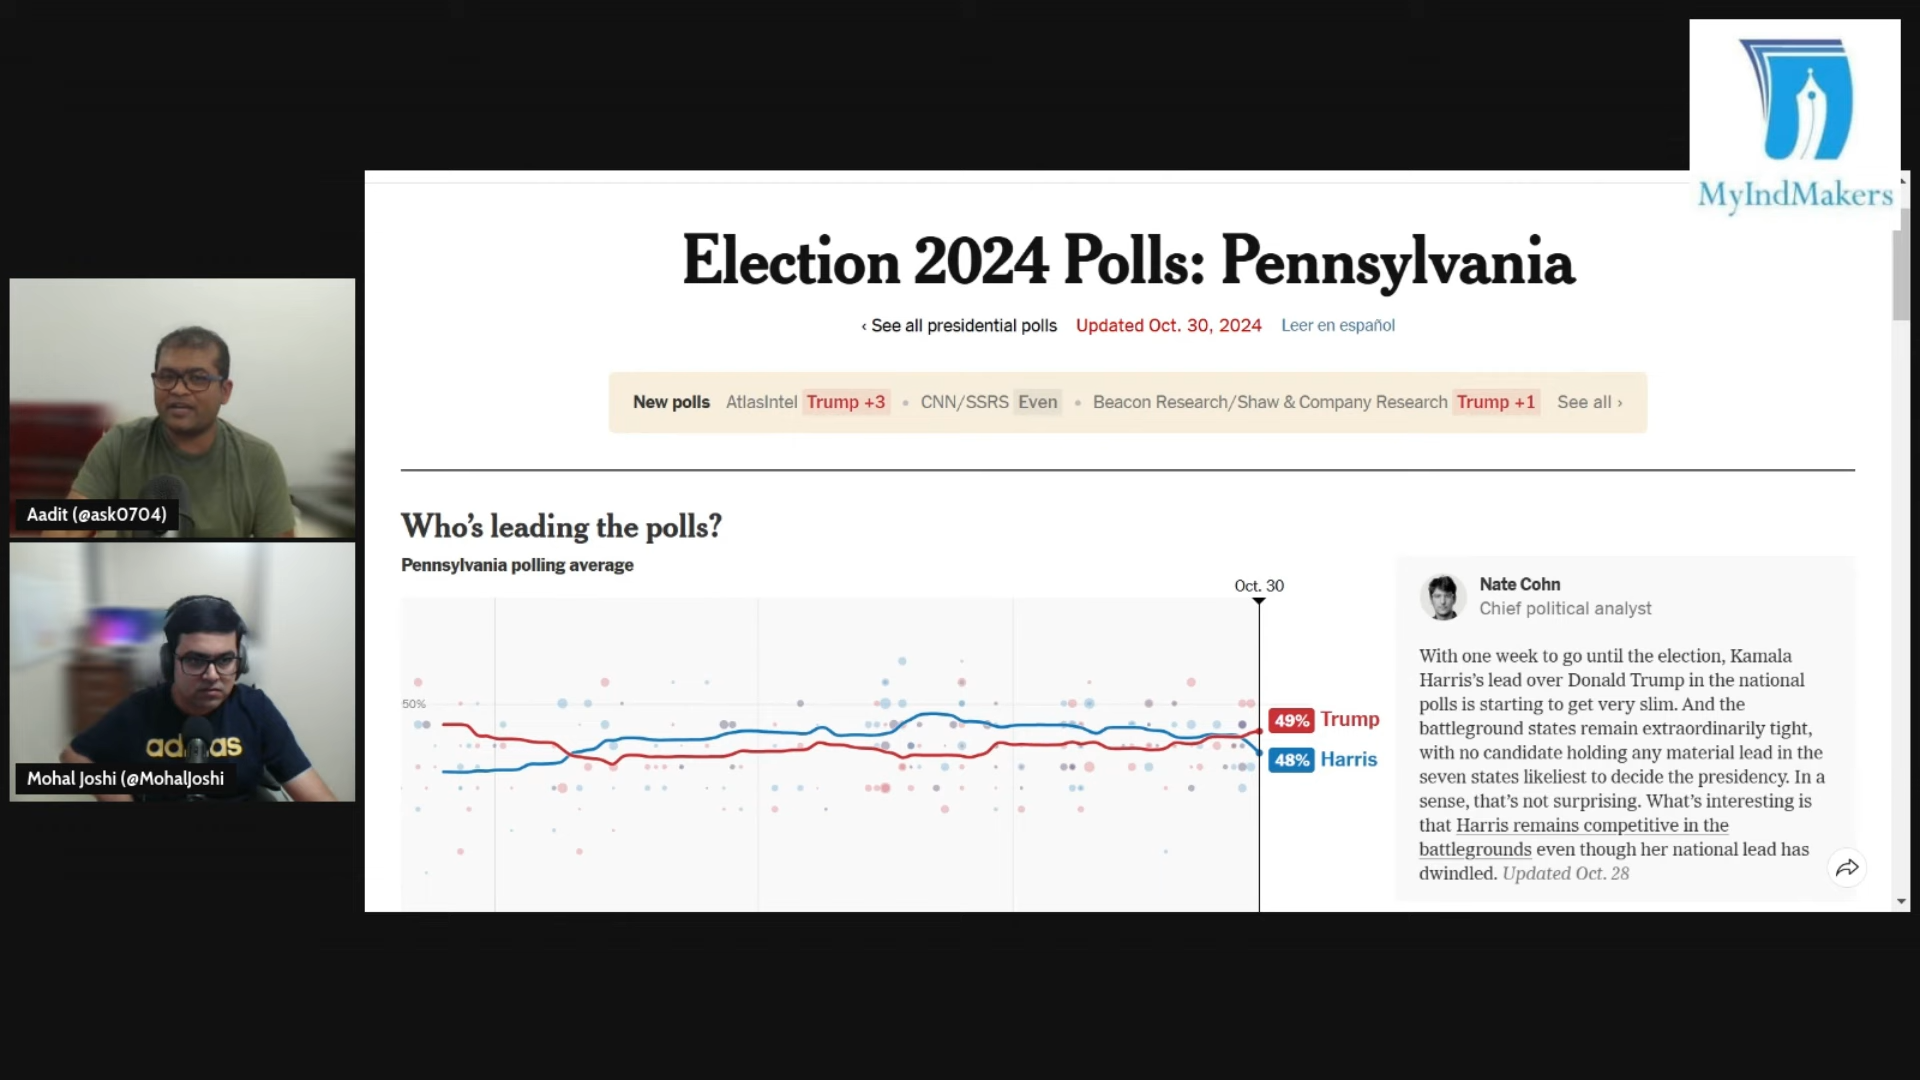 MyIndMakers
Election 2024 Polls: Pennsylvania
‹ See all presidential polls Updated Oct. 30, 2024 Leer en español
New polls AtlasIntel Trump +3 • CNN/SSRS Even • Beacon Research/Shaw & Company Research Trump +1 See all ›
Who’s leading the polls?
Pennsylvania polling average
Oct. 30
50%
49% Trump
48% Harris
Nate Cohn
Chief political analyst
With one week to go until the election, Kamala
Harris’s lead over Donald Trump in the national
polls is starting to get very slim. And the
battleground states remain extraordinarily tight,
with no candidate holding any material lead in the
seven states likeliest to decide the presidency. In a
sense, that’s not surprising. What’s interesting is
that Harris remains competitive in the
battlegrounds even though her national lead has
dwindled. Updated Oct. 28
Aadit (@ask0704)
adidas
Mohal Joshi (@MohalJoshi